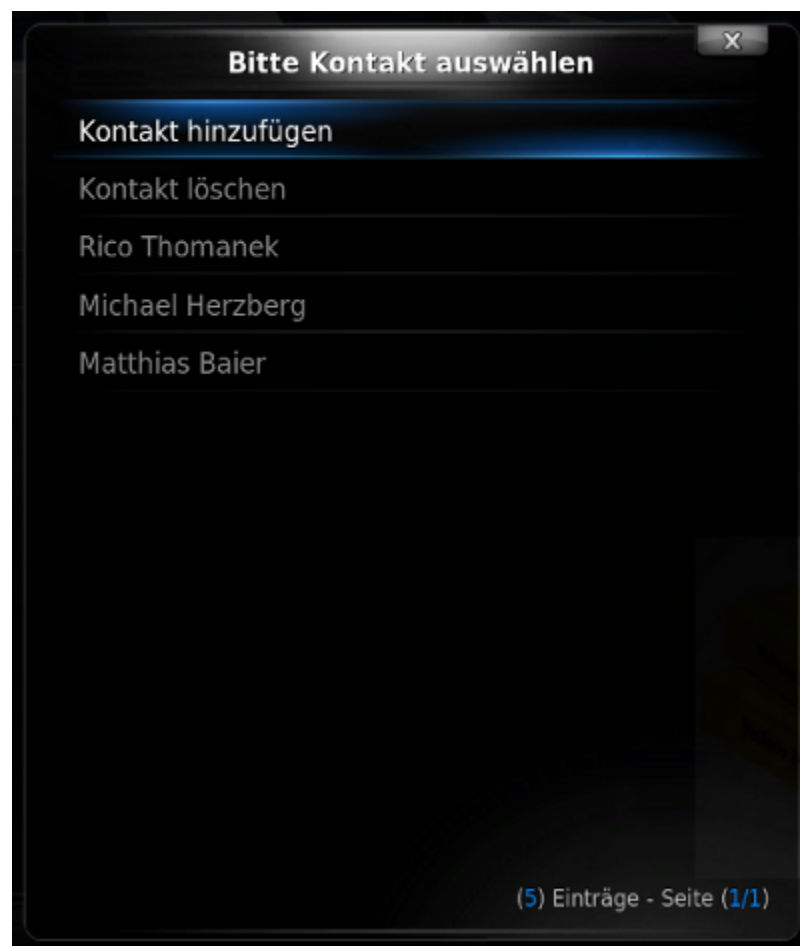 X
Bitte Kontakt auswählen
Kontakt hinzufügen
Kontakt löschen
Rico Thomanek
Michael Herzberg
Matthias Baier
(5) Einträge - Seite (1/1)